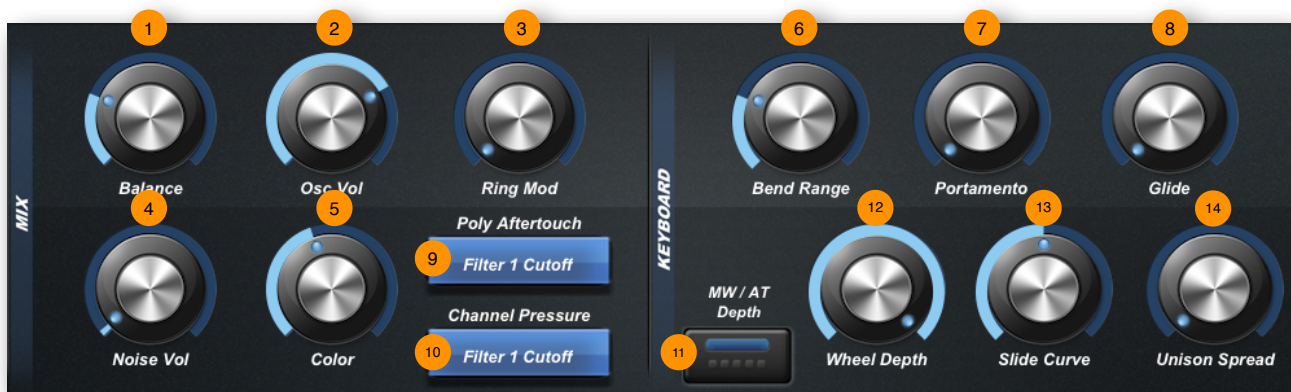 1
2
3
6
7
8
Balance
Osc Vol
Ring Mod
Bend Range
Portamento
Glide
MIX
KEYBOARD
4
5
Poly Aftertouch
9
Filter 1 Cutoff
Channel Pressure
10
Filter 1 Cutoff
Noise Vol
Color
12
13
14
MW / AT
Depth
11
Wheel Depth
Slide Curve
Unison Spread